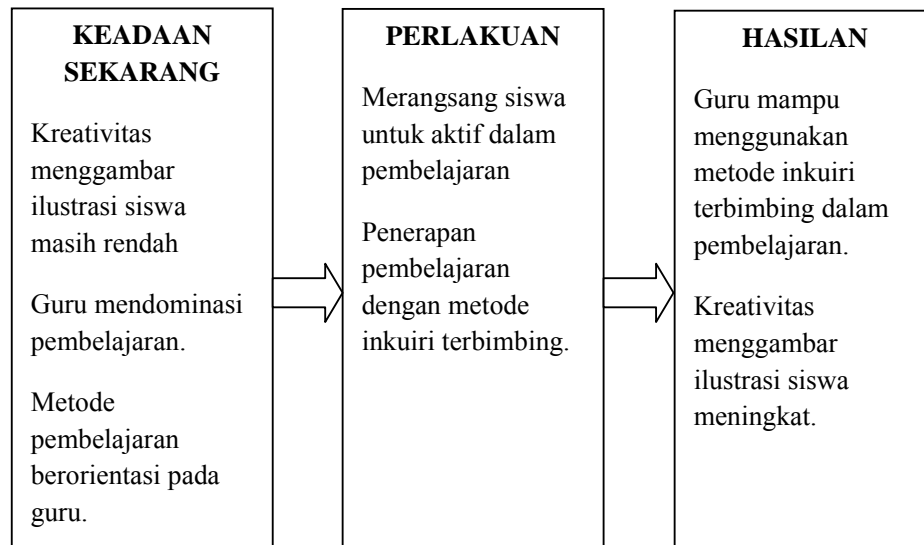 KEADAAN
SEKARANG
Kreativitas
menggambar
ilustrasi siswa
masih rendah
Guru mendominasi
pembelajaran.
Metode
pembelajaran
berorientasi pada
guru.
PERLAKUAN
Merangsang siswa
untuk aktif dalam
pembelajaran
Penerapan
pembelajaran
dengan metode
inkuiri terbimbing.
HASILAN
Guru mampu
menggunakan
metode inkuiri
terbimbing dalam
pembelajaran.
Kreativitas
menggambar
ilustrasi siswa
meningkat.